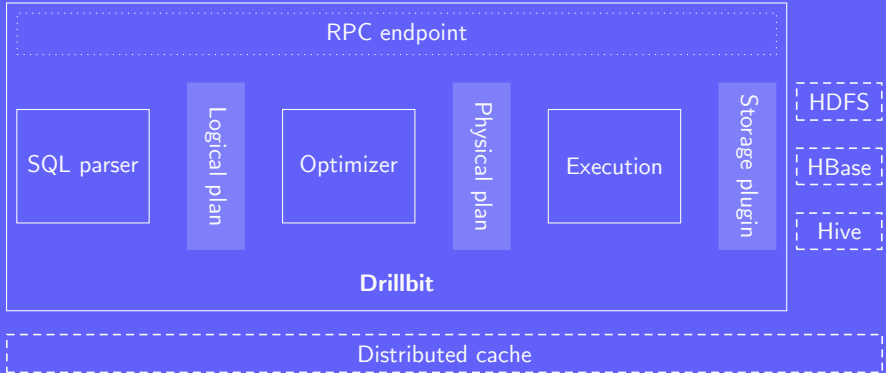 RPC endpoint
SQL parser
Logical plan
Optimizer
Physical plan
Execution
Storage plugin
HDFS
HBase
Hive
Drillbit
Distributed cache